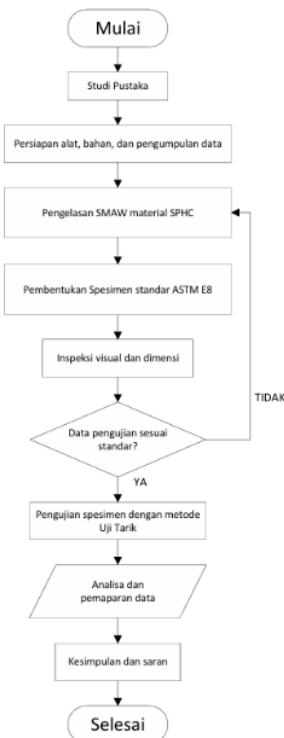 Mulai
Studi Pustaka
Persiapan alat, bahan, dan pengumpulan data
Pengelasan SMAW material SPHC
Pembentukan Spesimen standar ASTM E8
Inspeksi visual dan dimensi
Data pengujian sesuai
standar?
TIDAK
YA
Pengujian spesimen dengan metode
Uji Tarik
Analisa dan
pemaparan data
Kesimpulan dan saran
Selesai